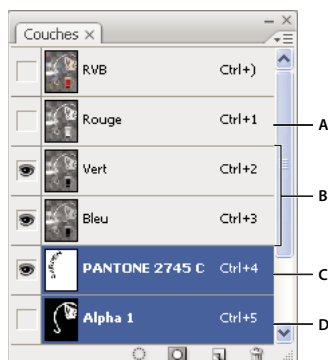 Couches ×
RVB Ctrl+)
Rouge Ctrl+1
A
Vert Ctrl+2
B
Bleu Ctrl+3
PANTONE 2745 C Ctrl+4
C
Alpha 1 Ctrl+5
D